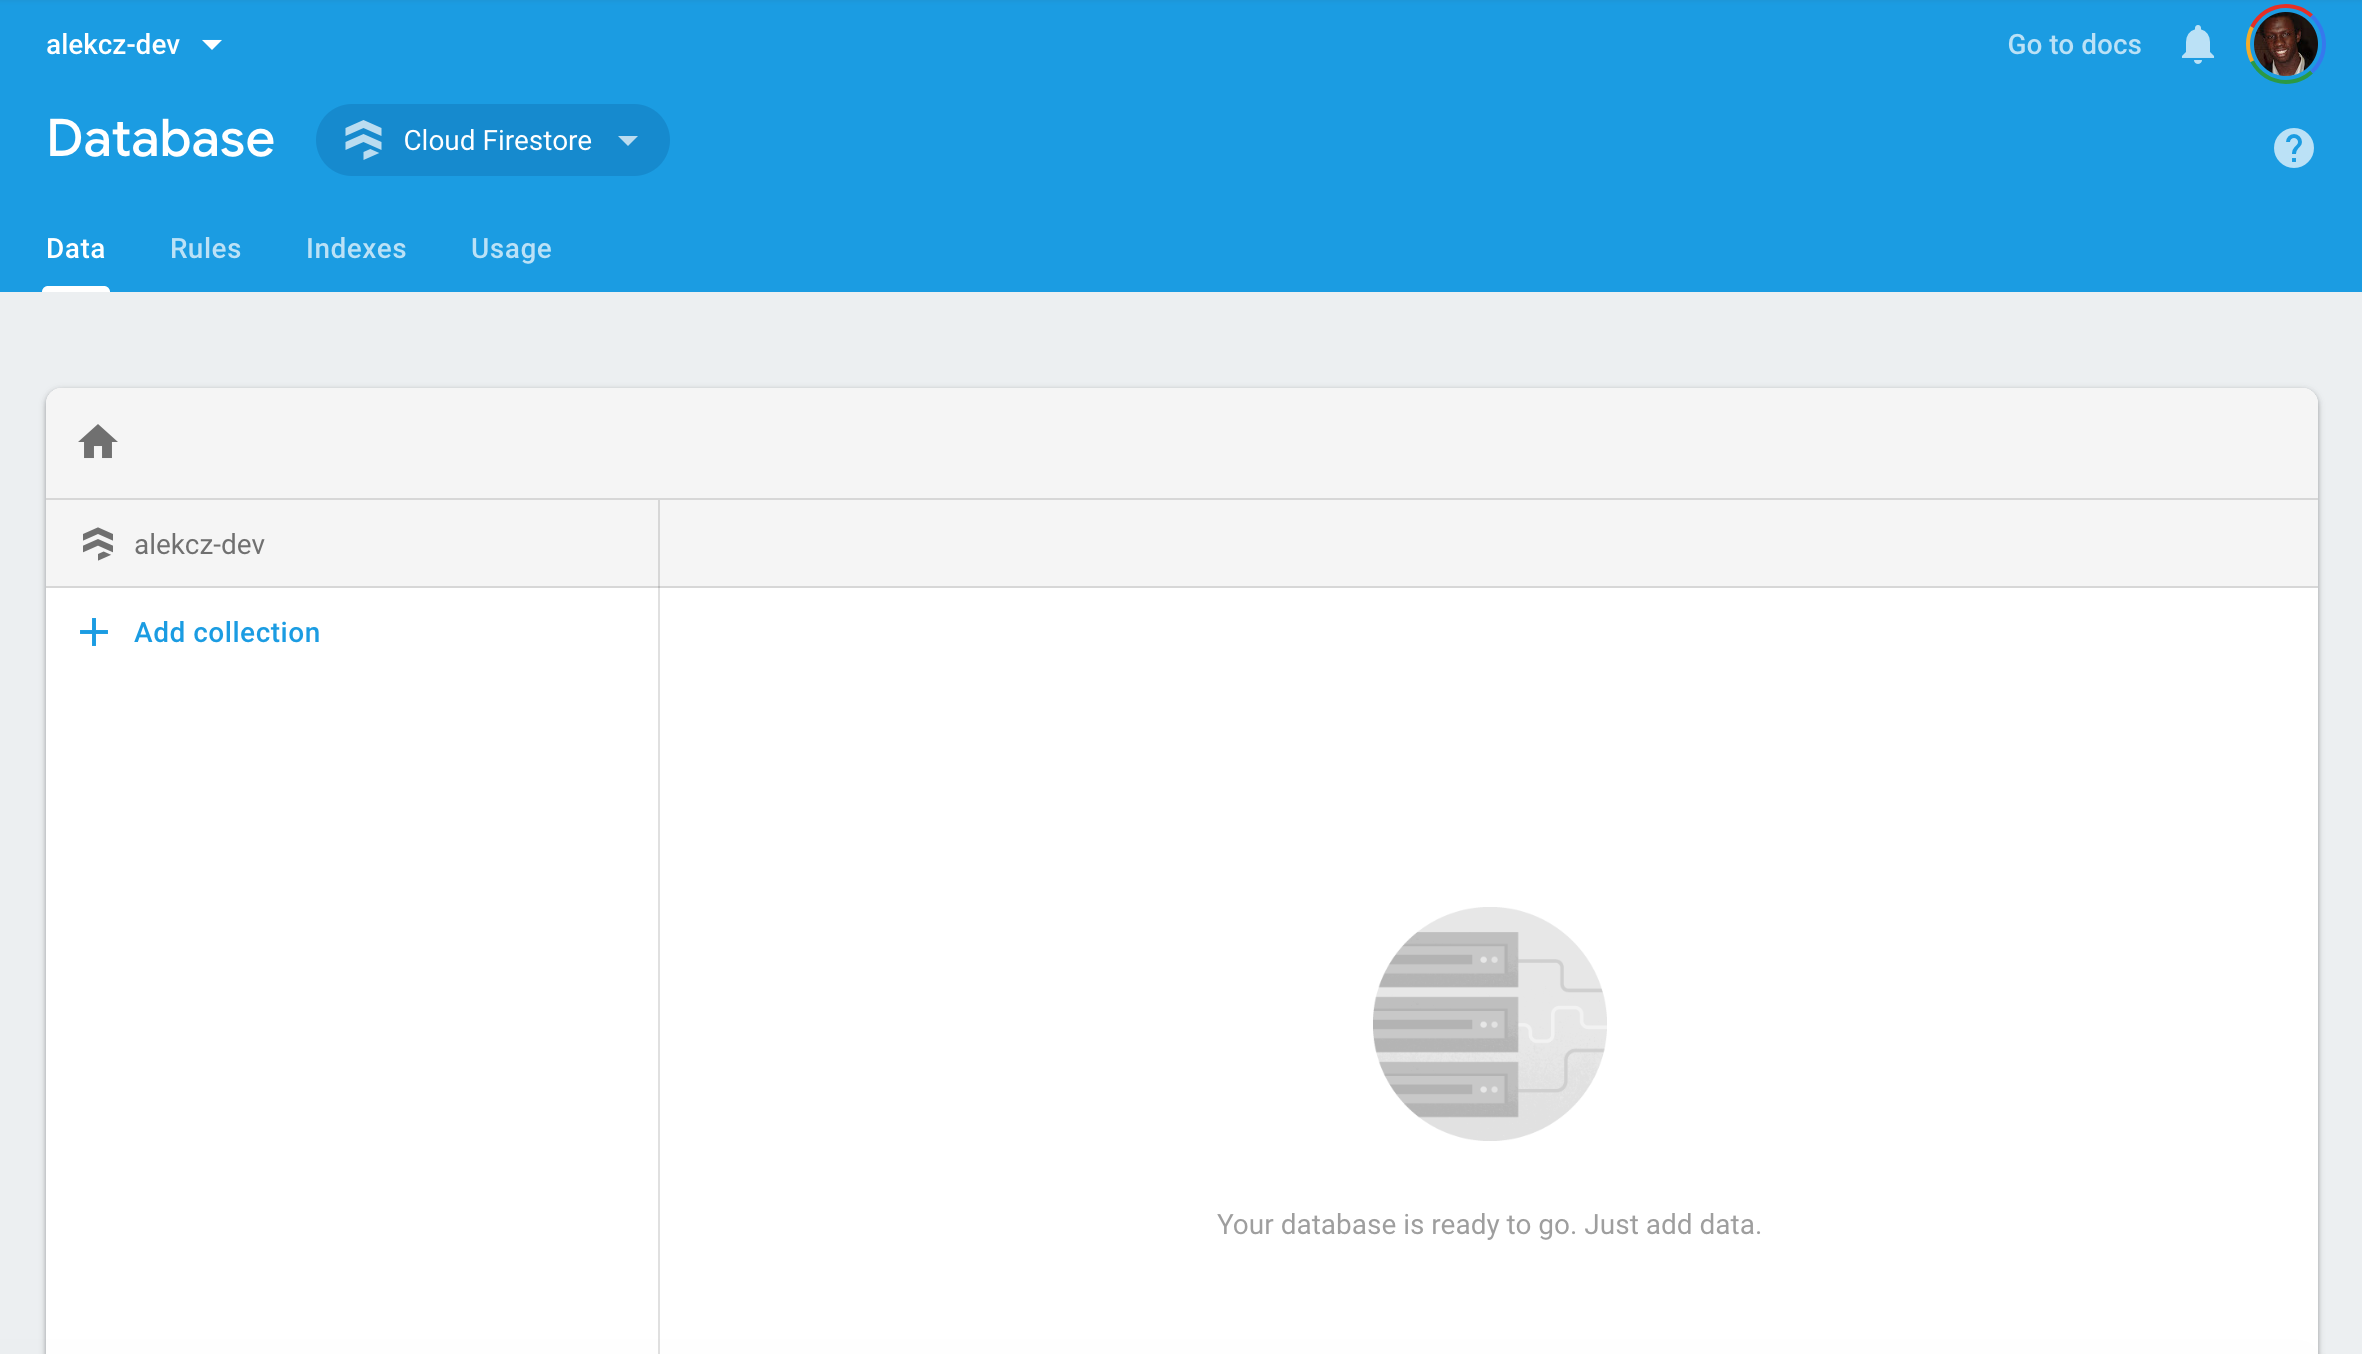 alekcz-dev
Go to docs
Database
Cloud Firestore
?
Data
Rules
Indexes
Usage
alekcz-dev
Add collection
Your database is ready to go. Just add data.